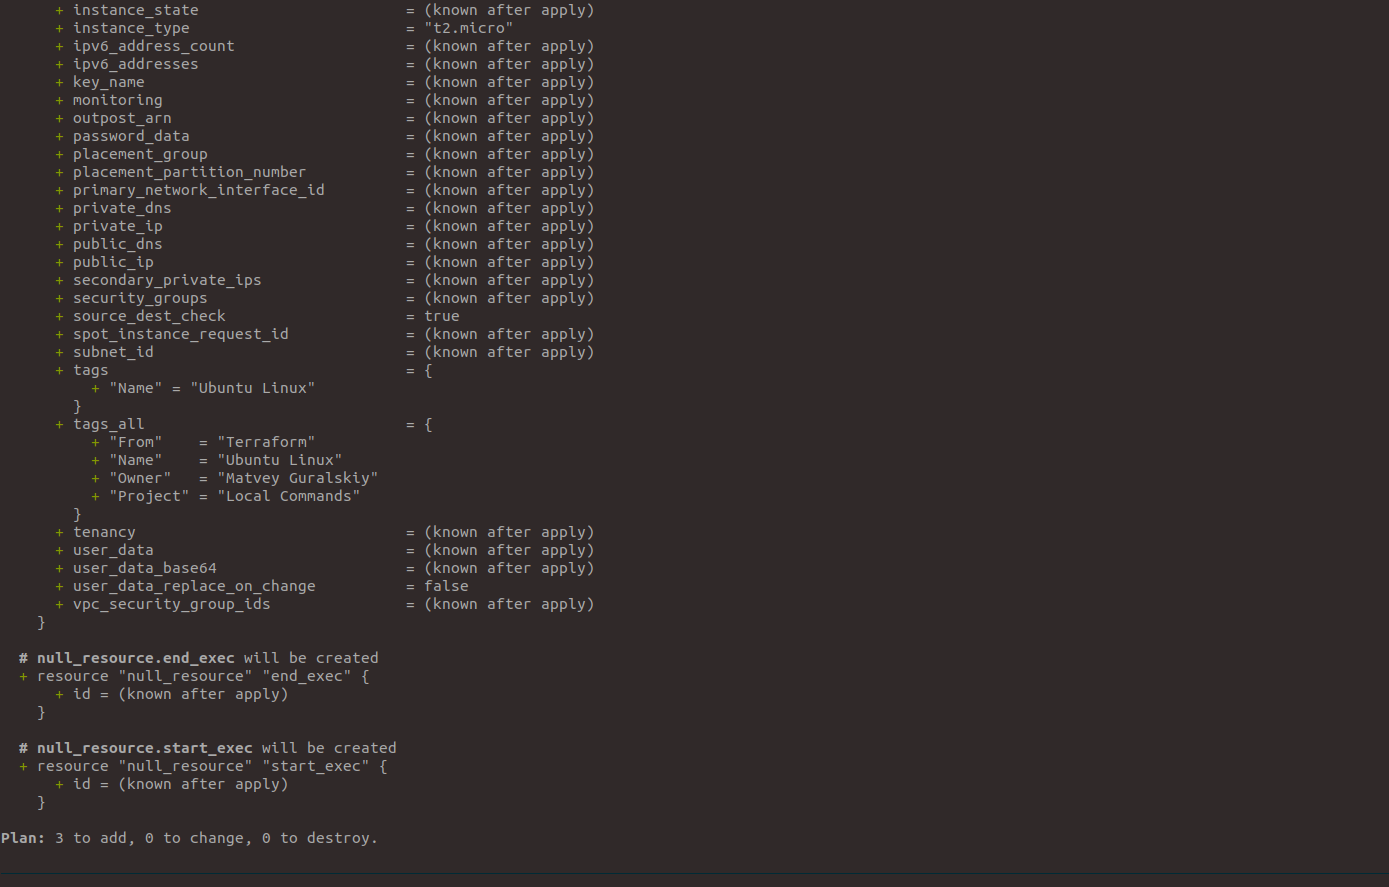 + instance_state = (known after apply)
+ instance_type = "t2.micro"
+ ipv6_address_count = (known after apply)
+ ipv6_addresses = (known after apply)
+ key_name = (known after apply)
+ monitoring = (known after apply)
+ outpost_arn = (known after apply)
+ password_data = (known after apply)
+ placement_group = (known after apply)
+ placement_partition_number = (known after apply)
+ primary_network_interface_id = (known after apply)
+ private_dns = (known after apply)
+ private_ip = (known after apply)
+ public_dns = (known after apply)
+ public_ip = (known after apply)
+ secondary_private_ips = (known after apply)
+ security_groups = (known after apply)
+ source_dest_check = true
+ spot_instance_request_id = (known after apply)
+ subnet_id = (known after apply)
+ tags = {
+ "Name" = "Ubuntu Linux"
}
+ tags_all = {
+ "From" = "Terraform"
+ "Name" = "Ubuntu Linux"
+ "Owner" = "Matvey Guralskiy"
+ "Project" = "Local Commands"
}
+ tenancy = (known after apply)
+ user_data = (known after apply)
+ user_data_base64 = (known after apply)
+ user_data_replace_on_change = false
+ vpc_security_group_ids = (known after apply)
}
# null_resource.end_exec will be created
+ resource "null_resource" "end_exec" {
+ id = (known after apply)
}
# null_resource.start_exec will be created
+ resource "null_resource" "start_exec" {
+ id = (known after apply)
}
Plan: 3 to add, 0 to change, 0 to destroy.